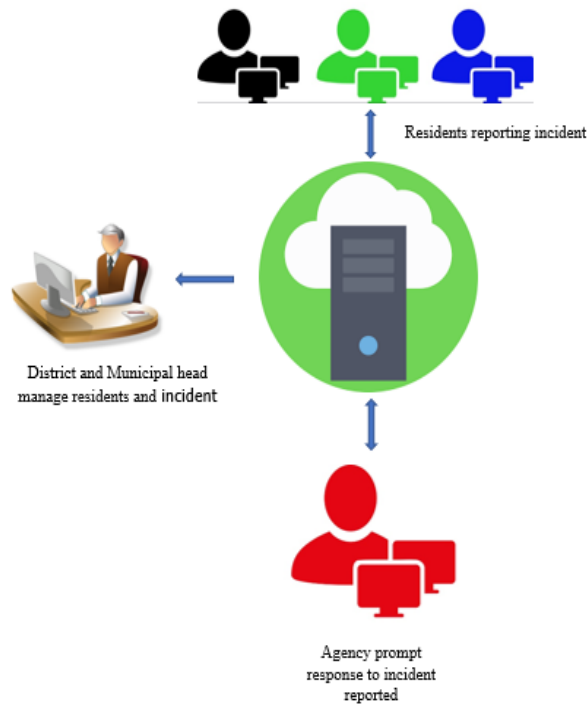 Residents reporting incident
District and Municipal head
manage residents and incident
Agency prompt
response to incident
reported